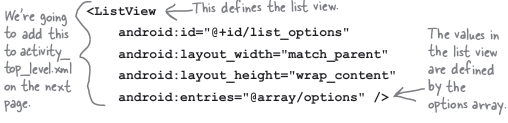 We're going
to add this
to activity_
top_level.xml
on the next
page.
<ListView
This defines the list view.
android:id="@+id/list_options"
android:layout_width="match_parent"
android:layout_height="wrap_content"
android:entries="@array/options" />
The values in
the list view
are defined
by the
options array.